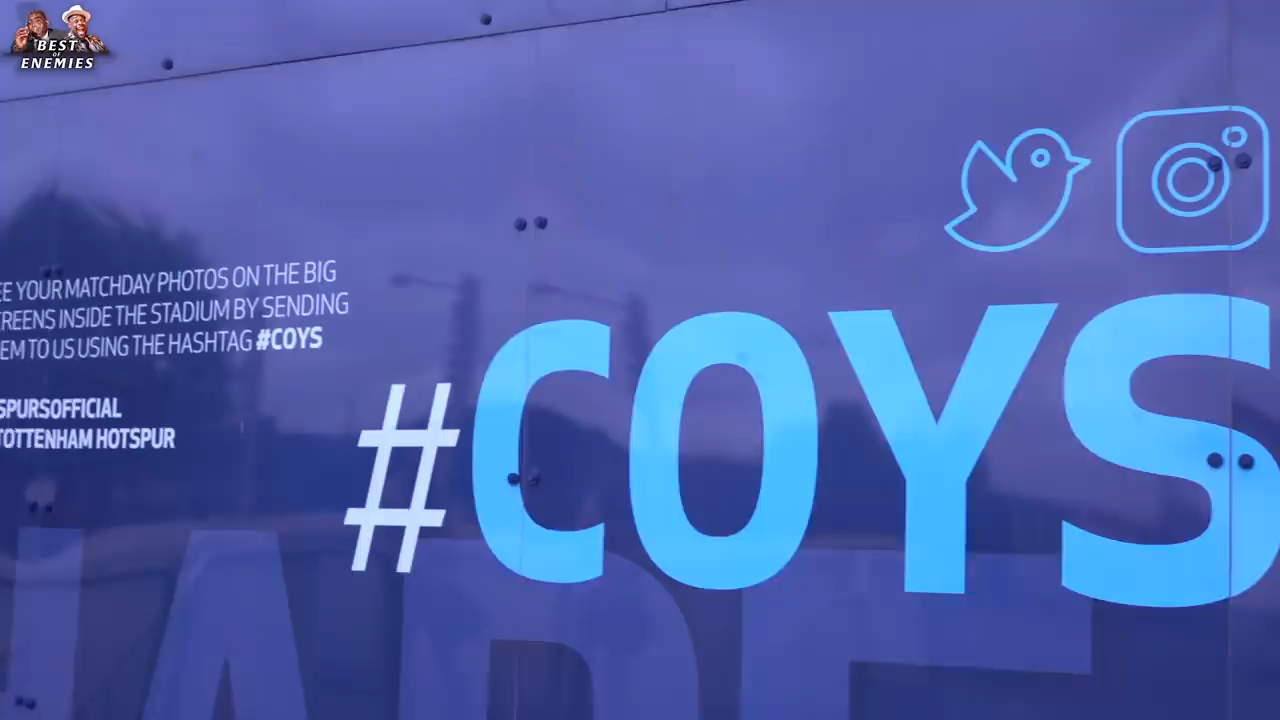 BEST
OF
ENEMIES
EE YOUR MATCHDAY PHOTOS ON THE BIG
REENS INSIDE THE STADIUM BY SENDING
EM TO US USING THE HASHTAG #COYS
SPURSOFFICIAL
TOTTENHAM HOTSPUR
#COYS